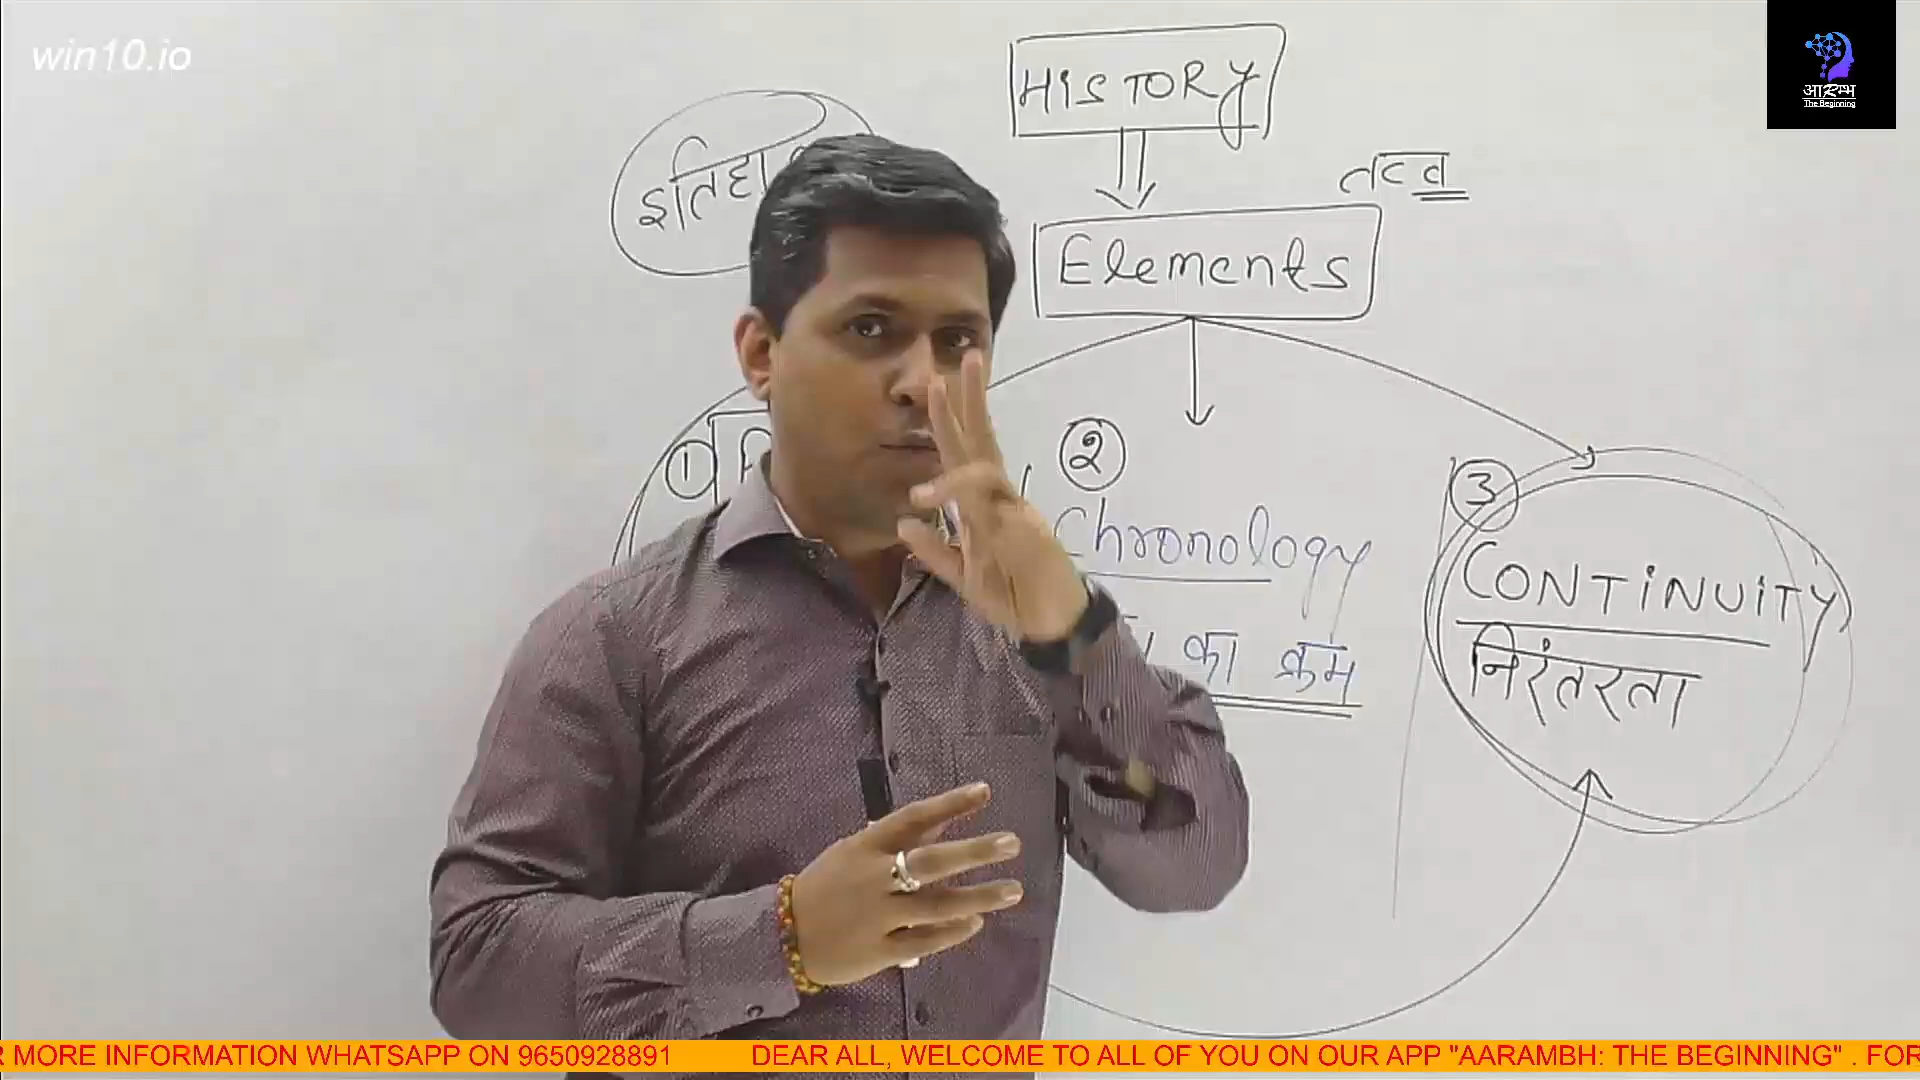 win10.io
HISTORY
आरम्भ
The Beginning
तत्व
Elements
①
②
Chronology
का क्रम
③
CONTINUITY
निरंतरता
MORE INFORMATION WHATSAPP ON 9650928891 DEAR ALL, WELCOME TO ALL OF YOU ON OUR APP "AARAMBH: THE BEGINNING" . FOR